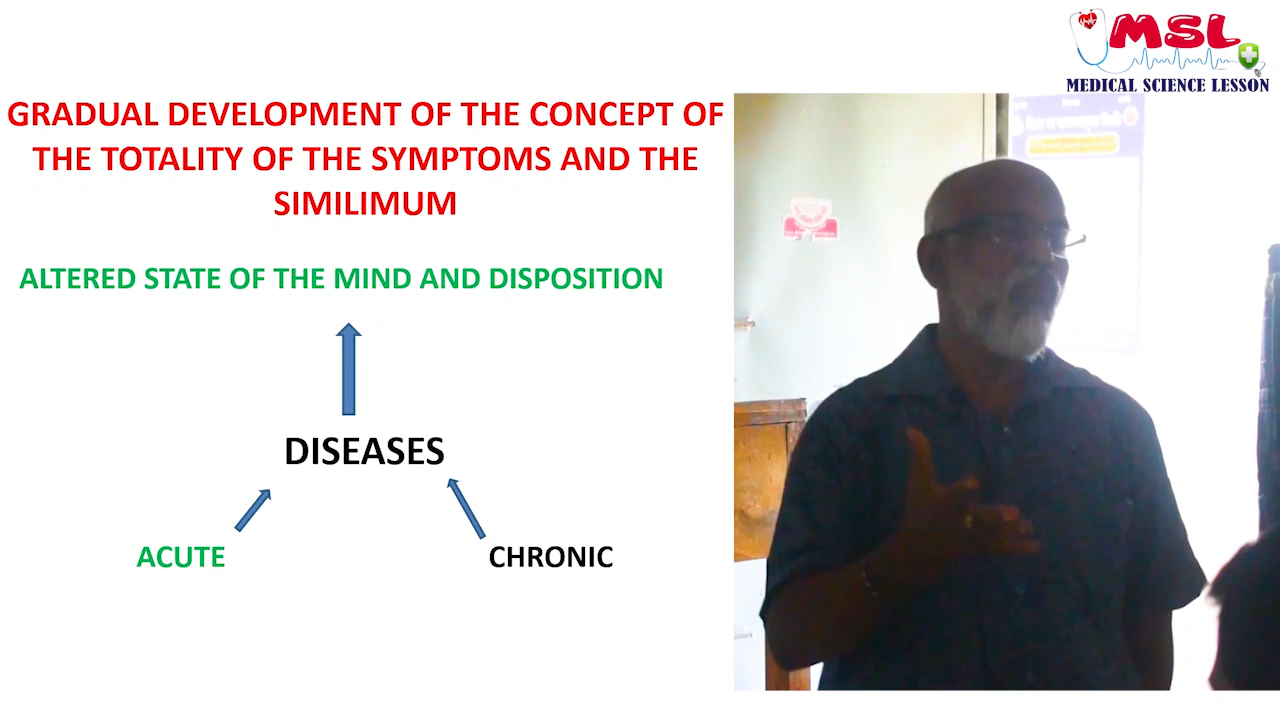 MSL
MEDICAL SCIENCE LESSON
GRADUAL DEVELOPMENT OF THE CONCEPT OF
THE TOTALITY OF THE SYMPTOMS AND THE
SIMILIMUM
ALTERED STATE OF THE MIND AND DISPOSITION
DISEASES
ACUTE
CHRONIC